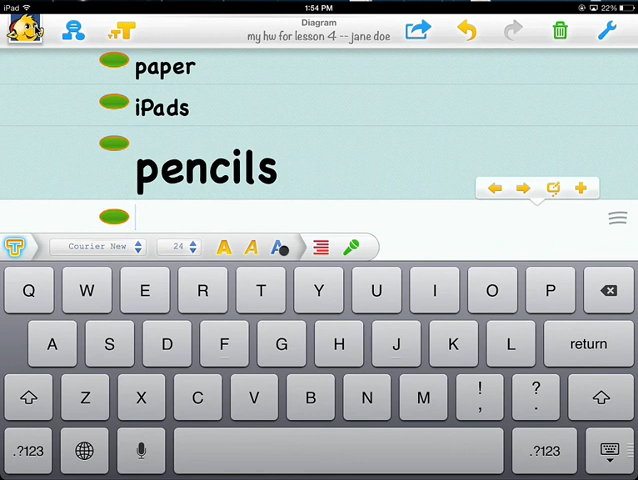 iPad 1:54 PM 22%
Diagram
my hw for lesson 4 -- jane doe
paper
iPads
pencils
T Courier New 24 A A A
Q W E R T Y U I O P
A S D F G H J K L return
Z X C V B N M ! , ? .
.?123 .?123